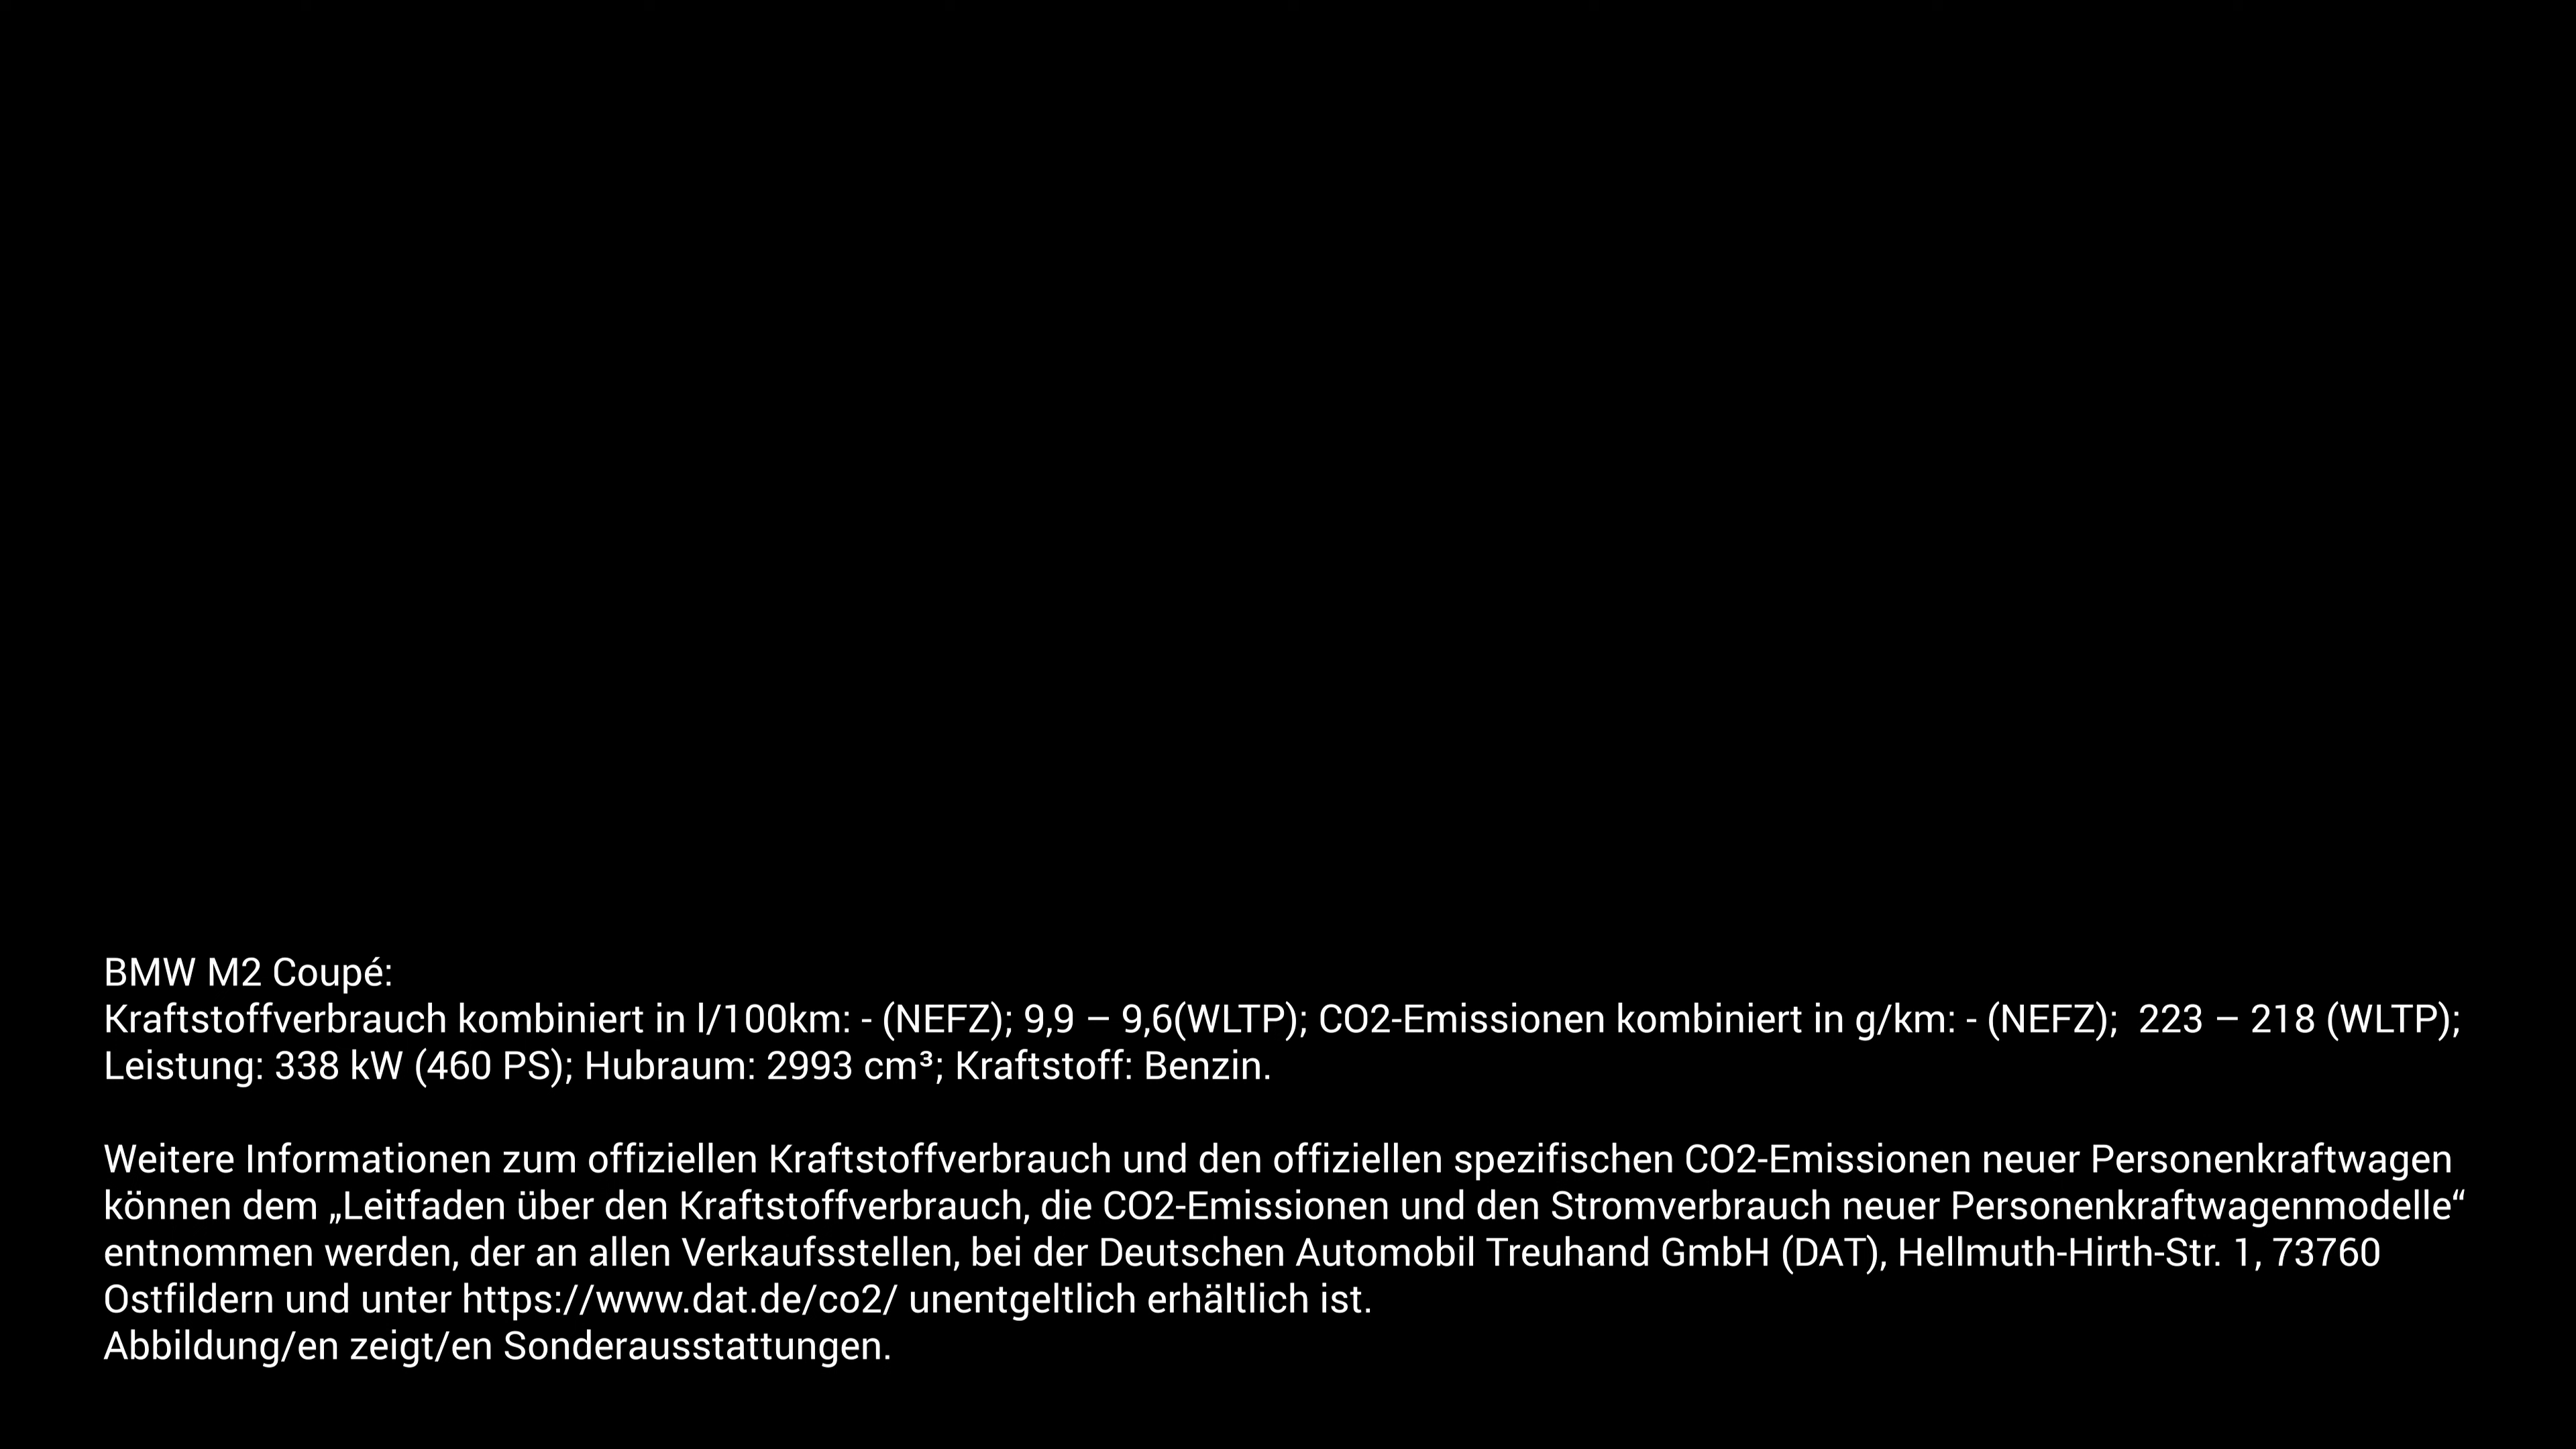 BMW M2 Coupé:
Kraftstoffverbrauch kombiniert in l/100km: - (NEFZ); 9,9 – 9,6(WLTP); CO2-Emissionen kombiniert in g/km: - (NEFZ);  223 – 218 (WLTP);
Leistung: 338 kW (460 PS); Hubraum: 2993 cm³; Kraftstoff: Benzin.
Weitere Informationen zum offiziellen Kraftstoffverbrauch und den offiziellen spezifischen CO2-Emissionen neuer Personenkraftwagen
können dem „Leitfaden über den Kraftstoffverbrauch, die CO2-Emissionen und den Stromverbrauch neuer Personenkraftwagenmodelle“
entnommen werden, der an allen Verkaufsstellen, bei der Deutschen Automobil Treuhand GmbH (DAT), Hellmuth-Hirth-Str. 1, 73760
Ostfildern und unter https://www.dat.de/co2/ unentgeltlich erhältlich ist.
Abbildung/en zeigt/en Sonderausstattungen.